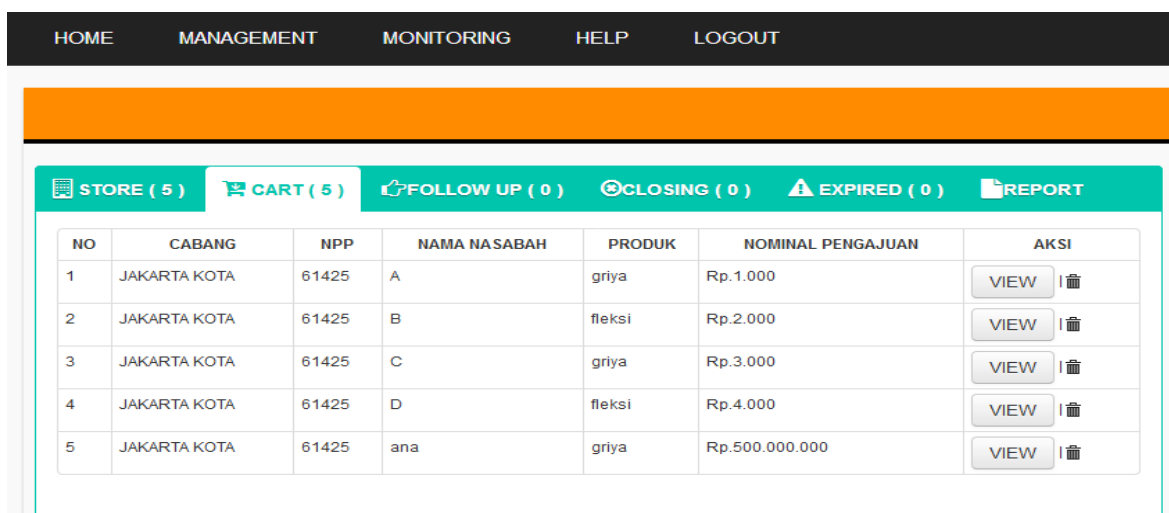 HOME MANAGEMENT MONITORING HELP LOGOUT
STORE ( 5 ) CART ( 5 ) FOLLOW UP ( 0 ) CLOSING ( 0 ) EXPIRED ( 0 ) REPORT
NO CABANG NPP NAMA NASABAH PRODUK NOMINAL PENGAJUAN AKSI
1 JAKARTA KOTA 61425 A griya Rp.1.000 VIEW |
2 JAKARTA KOTA 61425 B fleksi Rp.2.000 VIEW |
3 JAKARTA KOTA 61425 C griya Rp.3.000 VIEW |
4 JAKARTA KOTA 61425 D fleksi Rp.4.000 VIEW |
5 JAKARTA KOTA 61425 ana griya Rp.500.000.000 VIEW |